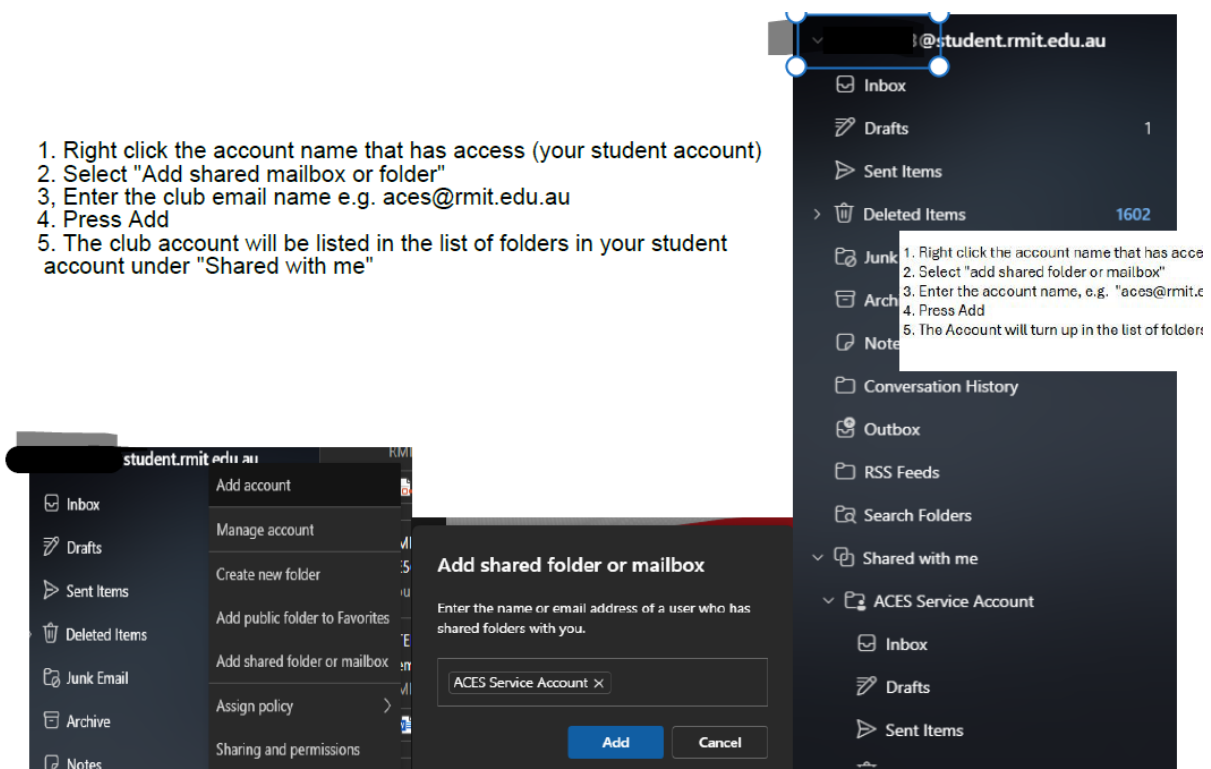 1. Right click the account name that has access (your student account)
2. Select "Add shared mailbox or folder"
3, Enter the club email name e.g. aces@rmit.edu.au
4. Press Add
5. The club account will be listed in the list of folders in your student
account under "Shared with me"
@student.rmit.edu.au
Inbox
Drafts 1
Sent Items
Deleted Items 1602
Junk
Arch
Note
1. Right click the account name that has acce
2. Select "add shared folder or mailbox"
3. Enter the account name, e.g. "aces@rmit.e
4. Press Add
5. The Account will turn up in the list of folders
Conversation History
Outbox
RSS Feeds
Search Folders
Shared with me
ACES Service Account
Inbox
Drafts
Sent Items
student.rmit.edu.au
Inbox
Drafts
Sent Items
Deleted Items
Junk Email
Archive
Notes
Add account
Manage account
Create new folder
Add public folder to Favorites
Add shared folder or mailbox
Assign policy
Sharing and permissions
Add shared folder or mailbox
Enter the name or email address of a user who has
shared folders with you.
ACES Service Account
Add Cancel